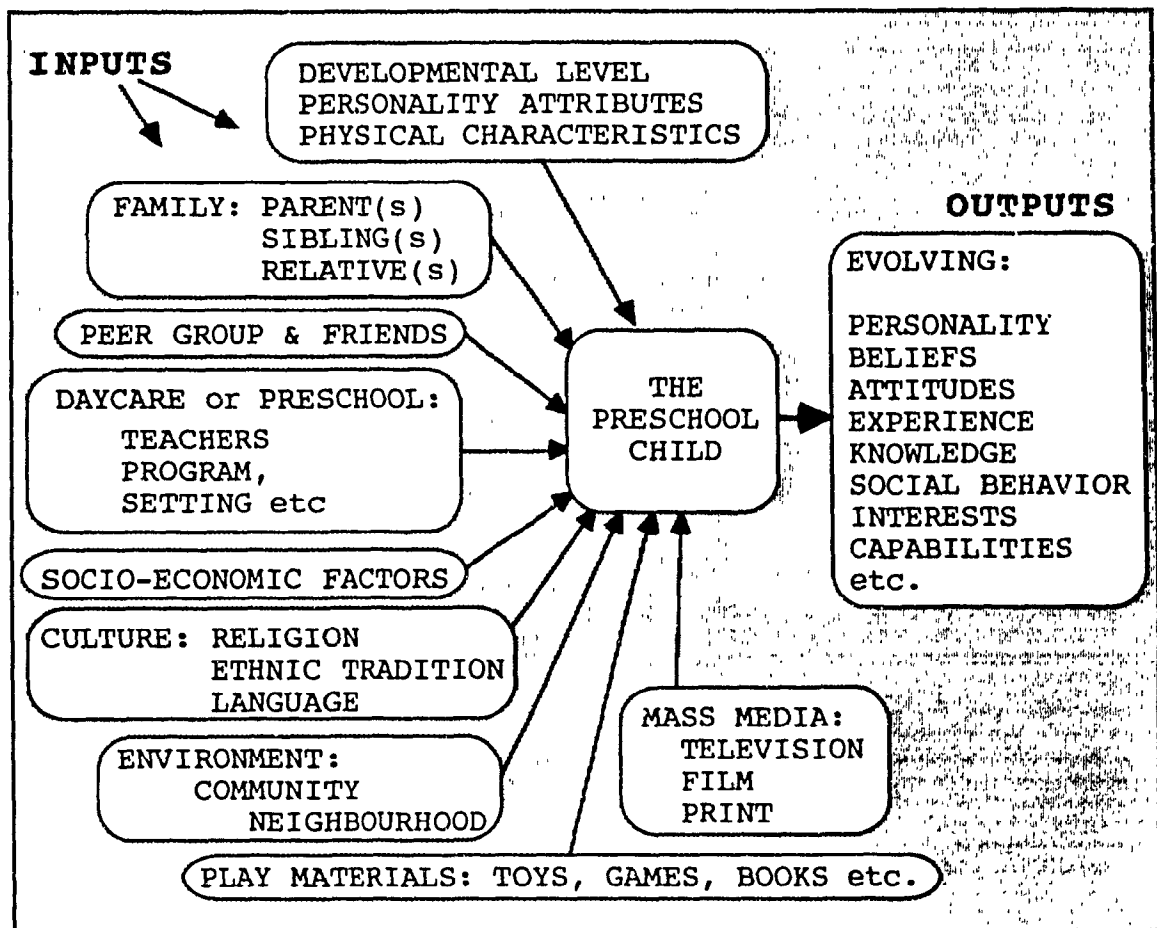 INPUTS
DEVELOPMENTAL LEVEL
PERSONALITY ATTRIBUTES
PHYSICAL CHARACTERISTICS
FAMILY: PARENT(s)
SIBLING(s)
RELATIVE(s)
PEER GROUP & FRIENDS
DAYCARE or PRESCHOOL:
TEACHERS
PROGRAM,
SETTING etc
SOCIO-ECONOMIC FACTORS
CULTURE: RELIGION
ETHNIC TRADITION
LANGUAGE
ENVIRONMENT:
COMMUNITY
NEIGHBOURHOOD
PLAY MATERIALS: TOYS, GAMES, BOOKS etc.
MASS MEDIA:
TELEVISION
FILM
PRINT
THE
PRESCHOOL
CHILD
OUTPUTS
EVOLVING:
PERSONALITY
BELIEFS
ATTITUDES
EXPERIENCE
KNOWLEDGE
SOCIAL BEHAVIOR
INTERESTS
CAPABILITIES
etc.